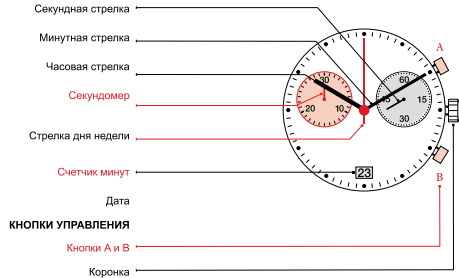 Секундная стрелка
Минутная стрелка
Часовая стрелка
Секундомер
Стрелка дня недели
Счетчик минут
Дата
КНОПКИ УПРАВЛЕНИЯ
Кнопки A и B
Коронка
A
30
20
10
60
45
15
30
23
B